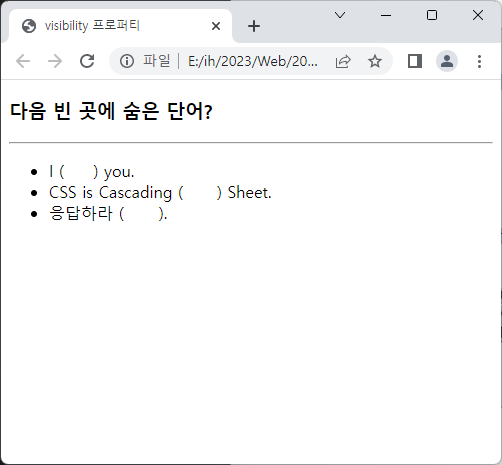 visibility 프로퍼티
파일 E:/ih/2023/Web/20...
다음 빈 곳에 숨은 단어?
I (      ) you.
CSS is Cascading (      ) Sheet.
응답하라 (      ).